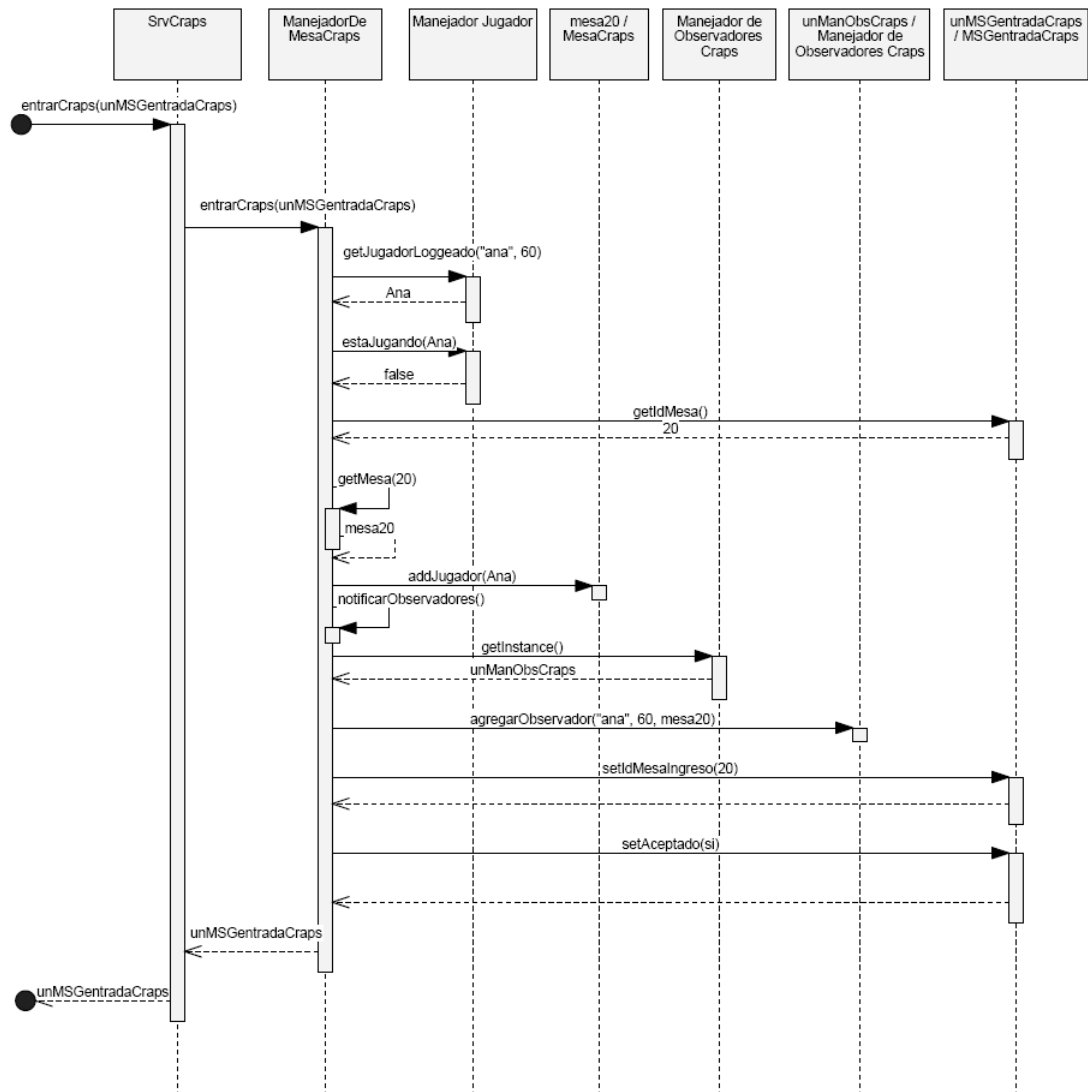 SrvCraps
ManejadorDe
MesaCraps
Manejador Jugador
mesa20 /
MesaCraps
Manejador de
Observadores
Craps
unManObsCraps /
Manejador de
Observadores Craps
unMSGentradaCraps
/ MSGentradaCraps
entrarCraps(unMSGentradaCraps)
entrarCraps(unMSGentradaCraps)
getJugadorLoggeado("ana", 60)
Ana
estaJugando(Ana)
false
getIdMesa()
20
getMesa(20)
mesa20
addJugador(Ana)
notificarObservadores()
getInstance()
unManObsCraps
agregarObservador("ana", 60, mesa20)
setIdMesaIngreso(20)
setAceptado(si)
unMSGentradaCraps
unMSGentradaCraps